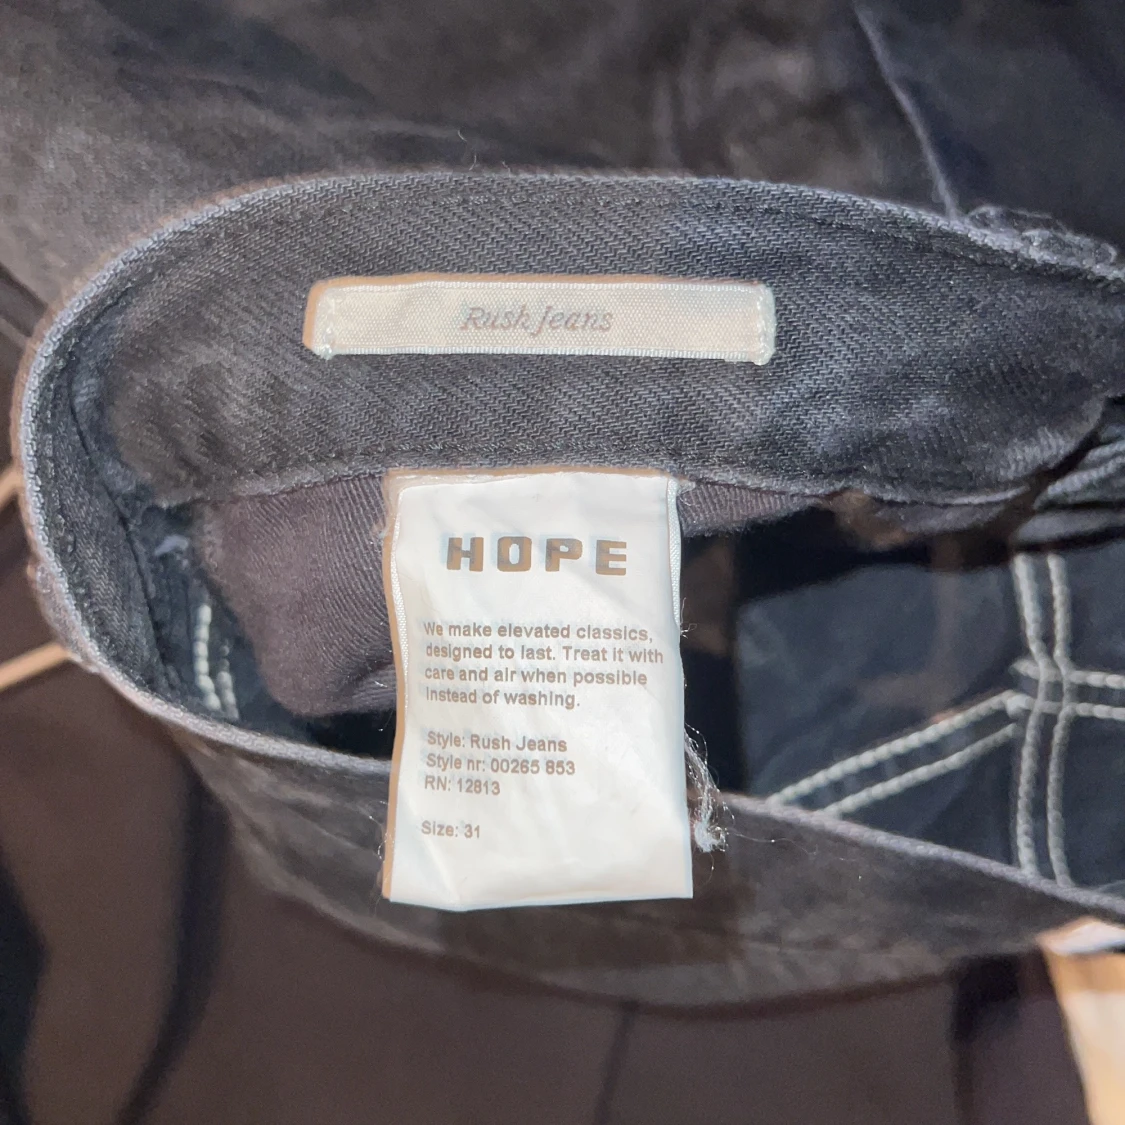 Rush Jeans
HOPE
We make elevated classics,
designed to last. Treat it with
care and air when possible
instead of washing.
Style: Rush Jeans
Style nr: 00265 853
RN: 12813
Size: 31